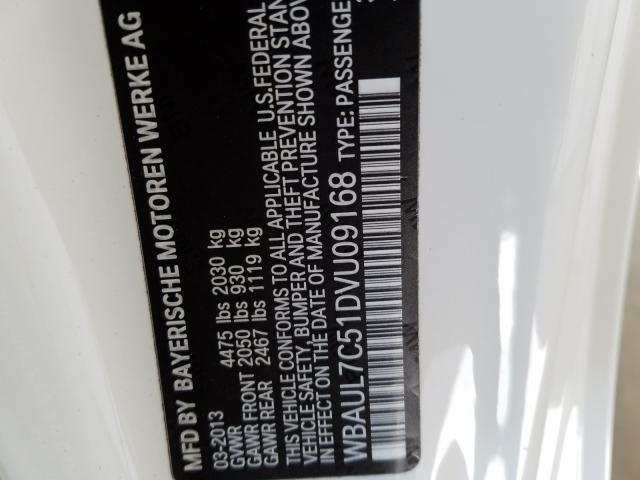 MFD BY BAYERISCHE MOTOREN WERKE AG
03-2013
GVWR 4475 lbs 2030 kg
GAWR FRONT 2050 lbs 930 kg
GAWR REAR 2467 lbs 1119 kg
THIS VEHICLE CONFORMS TO ALL APPLICABLE U.S. FEDERAL
VEHICLE SAFETY, BUMPER AND THEFT PREVENTION STAN
IN EFFECT ON THE DATE OF MANUFACTURE SHOWN ABOV
WBAUL7C51DVU09168 TYPE: PASSENGE